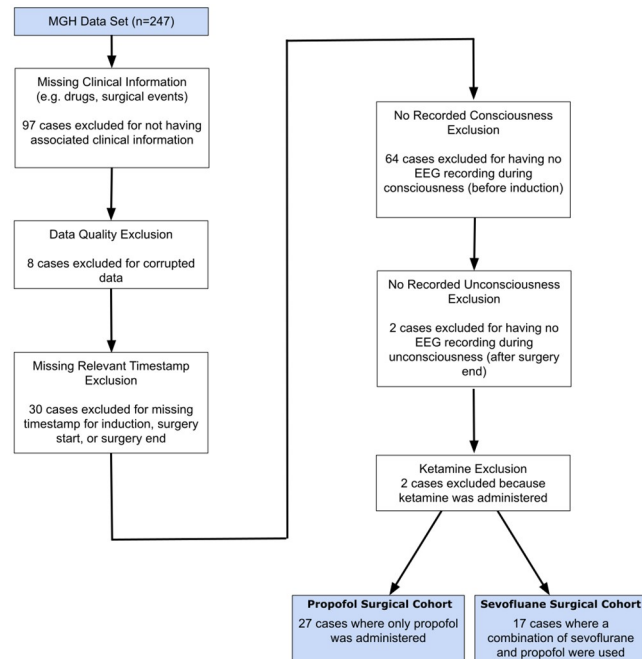 MGH Data Set (n=247)
Missing Clinical Information
(e.g. drugs, surgical events)
97 cases excluded for not having
associated clinical information
Data Quality Exclusion
8 cases excluded for corrupted
data
Missing Relevant Timestamp
Exclusion
30 cases excluded for missing
timestamp for induction, surgery
start, or surgery end
No Recorded Consciousness
Exclusion
64 cases excluded for having no
EEG recording during
consciousness (before induction)
No Recorded Unconsciousness
Exclusion
2 cases excluded for having no
EEG recording during
unconsciousness (after surgery
end)
Ketamine Exclusion
2 cases excluded because
ketamine was administered
Propofol Surgical Cohort
27 cases where only propofol
was administered
Sevofluane Surgical Cohort
17 cases where a
combination of sevoflurane
and propofol were used